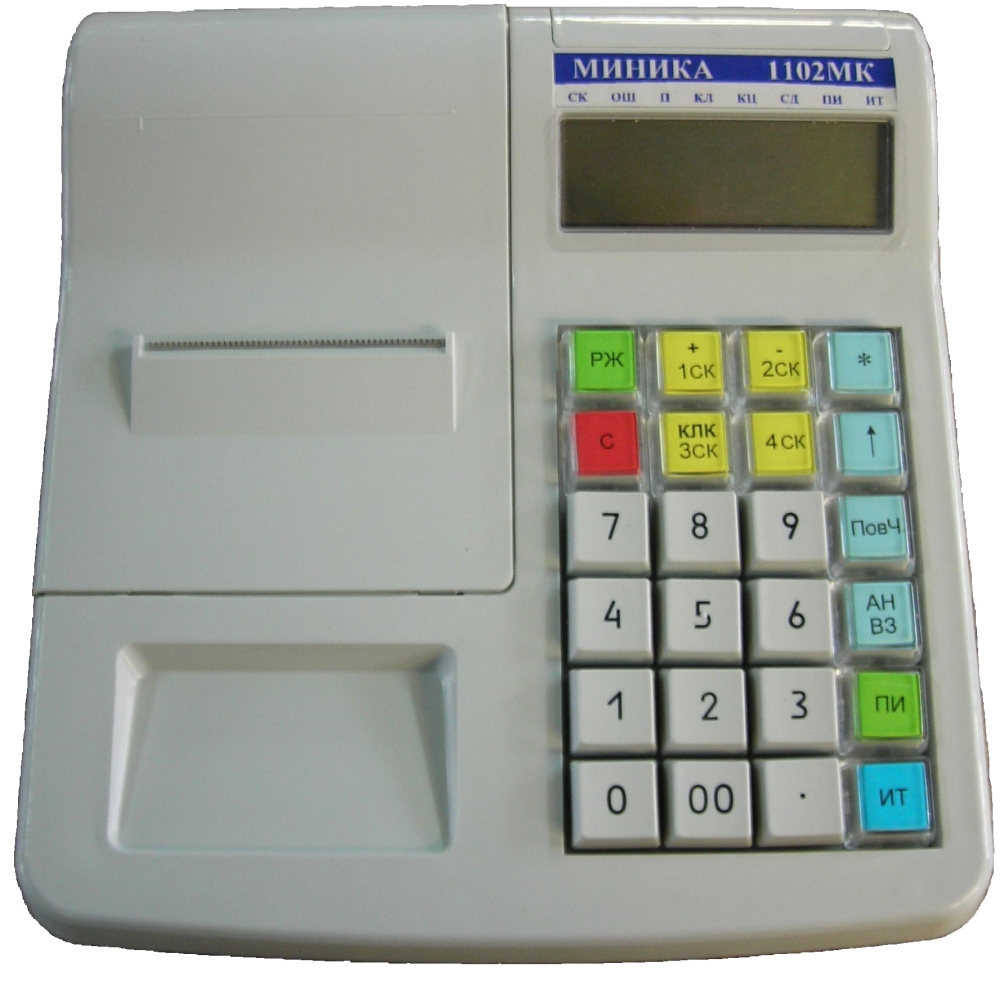 МИНИКА 1102МК
СК ОШ П КЛ КЦ СД ПИ ИТ
РЖ + 1СК - 2СК *
С КЛК 3СК 4СК ↑
7 8 9 ПовЧ
4 5 6 АН ВЗ
1 2 3 ПИ
0 00 . ИТ